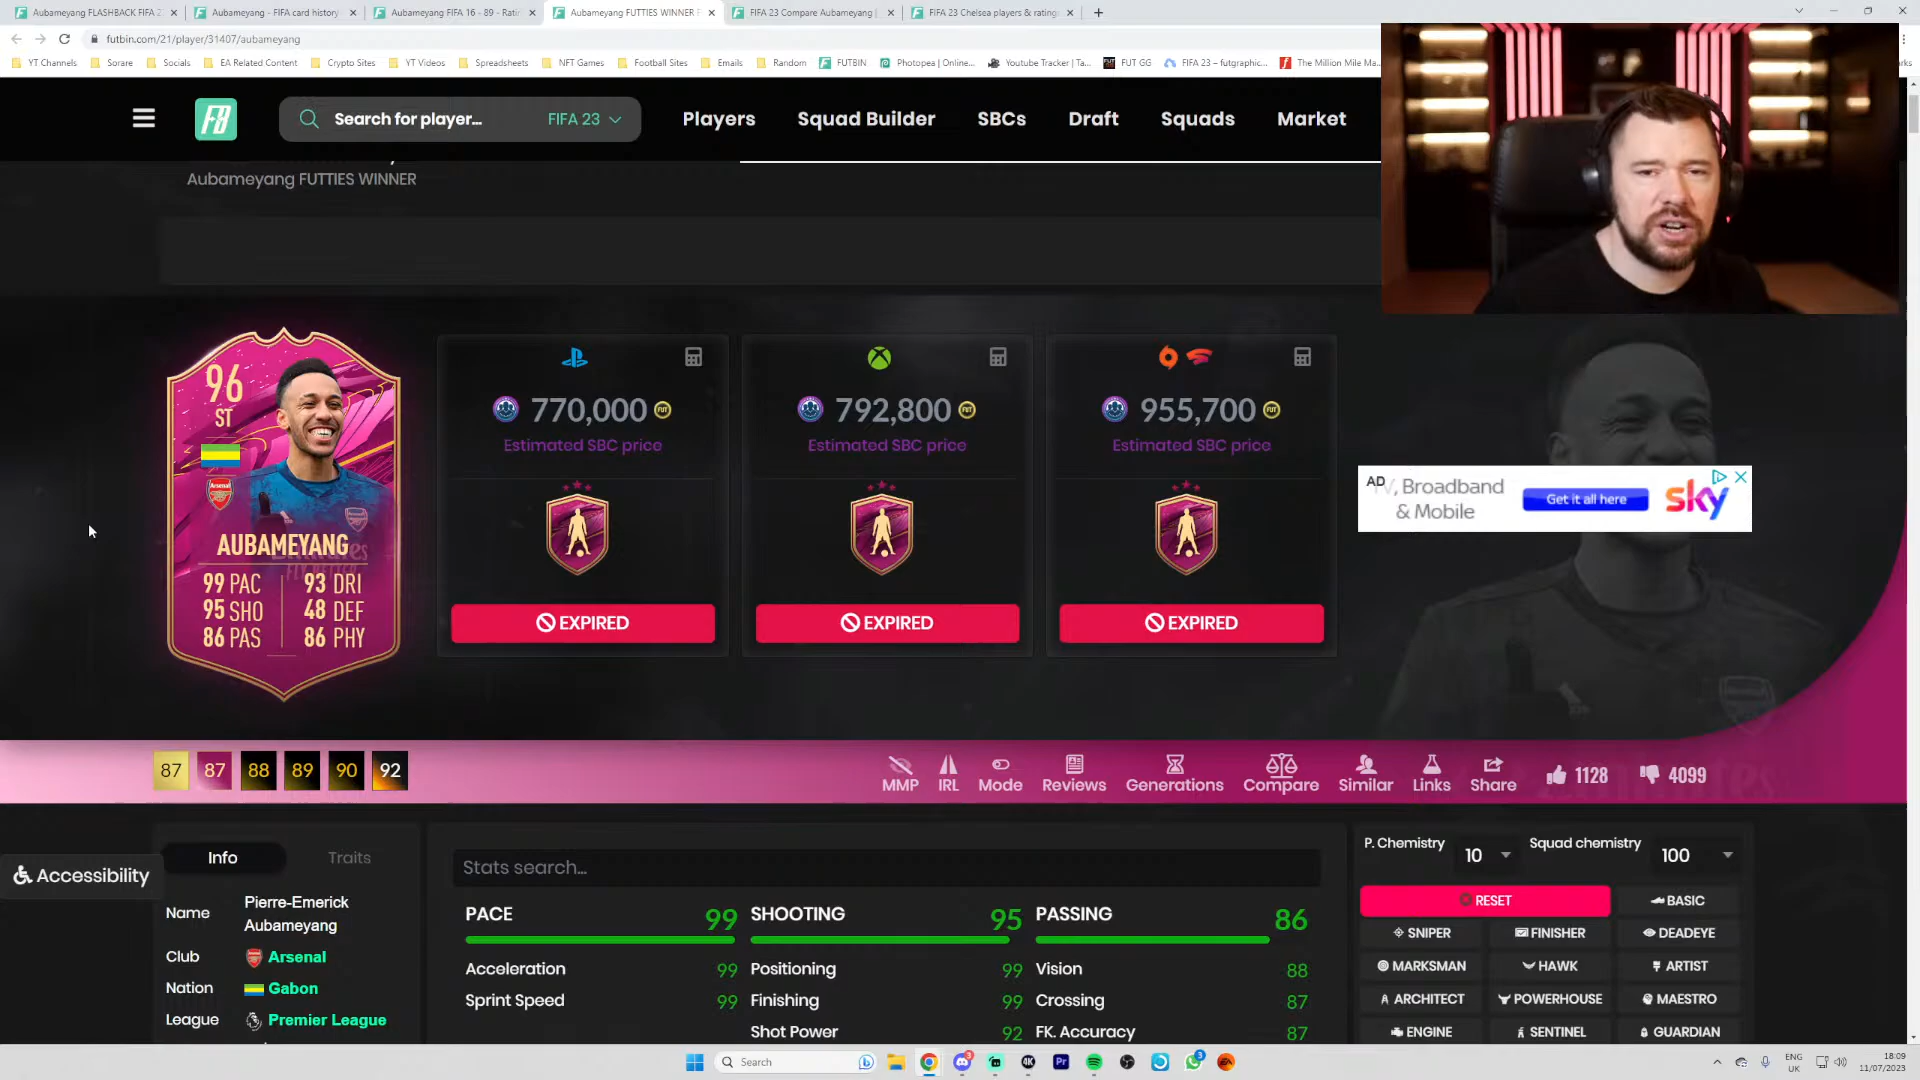 Aubameyang FLASHBACK FIFA 2
Aubameyang - FIFA card history
Aubameyang FIFA 16 - 89 - Ratin
Aubameyang FUTTIES WINNER F
FIFA 23 Compare Aubameyang |
FIFA 23 Chelsea players & rating
futbin.com/21/player/31407/aubameyang
YT Channels
Sorare
Socials
EA Related Content
Crypto Sites
YT Videos
Spreadsheets
NFT Games
Football Sites
Emails
Random
FUTBIN
Photopea | Online...
Youtube Tracker | Ta...
FUT GG
FIFA 23 – futgraphic...
The Million Mile Ma...
Search for player...
FIFA 23
Players
Squad Builder
SBCs
Draft
Squads
Market
Aubameyang FUTTIES WINNER
96
ST
Arsenal
AUBAMEYANG
99 PAC
93 DRI
95 SHO
48 DEF
86 PAS
86 PHY
770,000
Estimated SBC price
EXPIRED
792,800
Estimated SBC price
EXPIRED
955,700
Estimated SBC price
EXPIRED
AD
TV, Broadband
& Mobile
Get it all here
sky
87
87
88
89
90
92
MMP
IRL
Mode
Reviews
Generations
Compare
Similar
Links
Share
1128
4099
Accessibility
Info
Traits
Name
Pierre-Emerick
Aubameyang
Club
Arsenal
Nation
Gabon
League
Premier League
Stats search...
PACE
99
Acceleration
99
Sprint Speed
99
SHOOTING
95
Positioning
99
Finishing
99
Shot Power
92
PASSING
86
Vision
88
Crossing
87
FK. Accuracy
87
P. Chemistry
10
Squad chemistry
100
RESET
BASIC
SNIPER
FINISHER
DEADEYE
MARKSMAN
HAWK
ARTIST
ARCHITECT
POWERHOUSE
MAESTRO
ENGINE
SENTINEL
GUARDIAN
Search
ENG
UK
18:09
11/07/2023